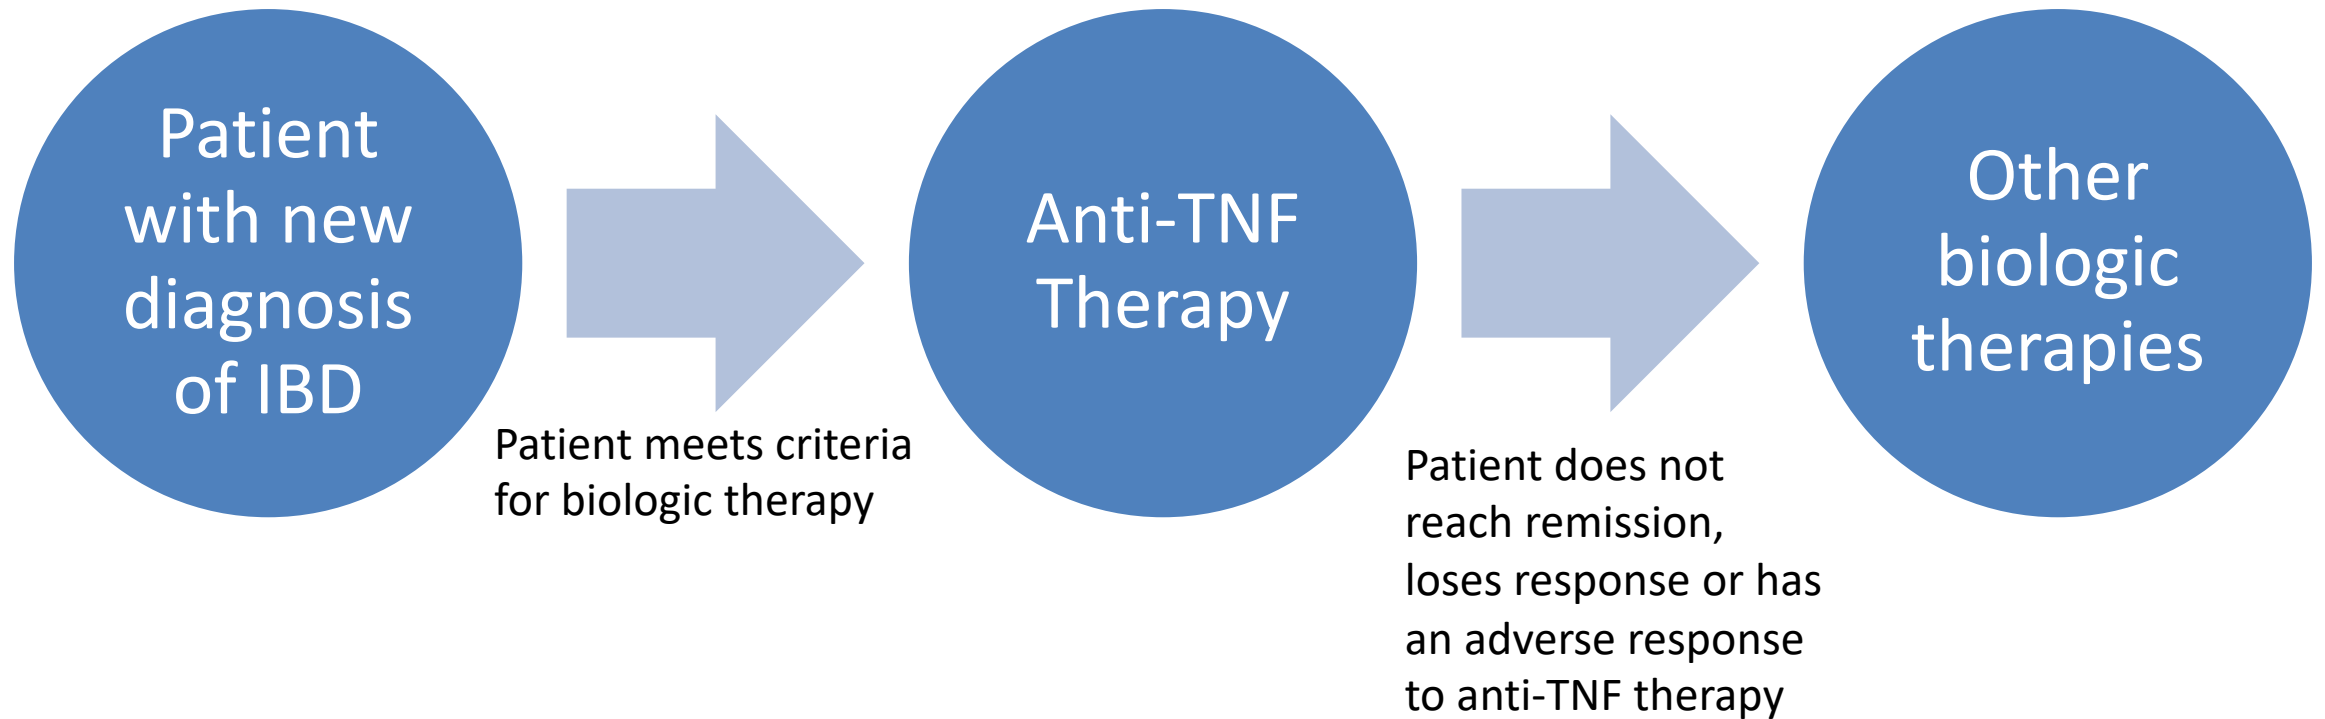 Patient
with new
diagnosis
of IBD
Patient meets criteria
for biologic therapy
Anti-TNF
Therapy
Patient does not
reach remission,
loses response or has
an adverse response
to anti-TNF therapy
Other
biologic
therapies